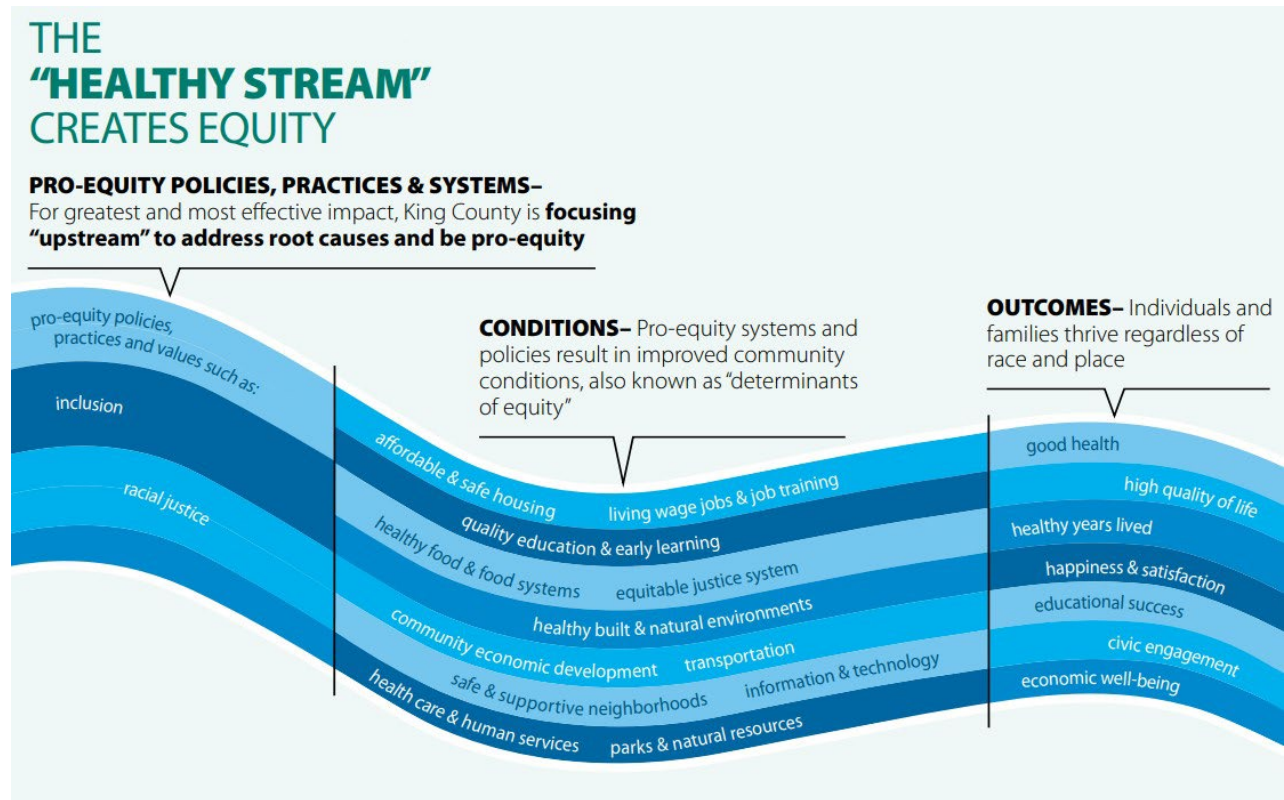 THE
“HEALTHY STREAM”
CREATES EQUITY
PRO-EQUITY POLICIES, PRACTICES & SYSTEMS–
For greatest and most effective impact, King County is focusing
“upstream” to address root causes and be pro-equity
pro-equity policies,
practices and values such as:
inclusion
racial justice
CONDITIONS– Pro-equity systems and
policies result in improved community
conditions, also known as “determinants
of equity”
affordable & safe housing
living wage jobs & job training
quality education & early learning
healthy food & food systems
equitable justice system
healthy built & natural environments
community economic development
transportation
safe & supportive neighborhoods
information & technology
health care & human services
parks & natural resources
OUTCOMES– Individuals and
families thrive regardless of
race and place
good health
high quality of life
healthy years lived
happiness & satisfaction
educational success
civic engagement
economic well-being